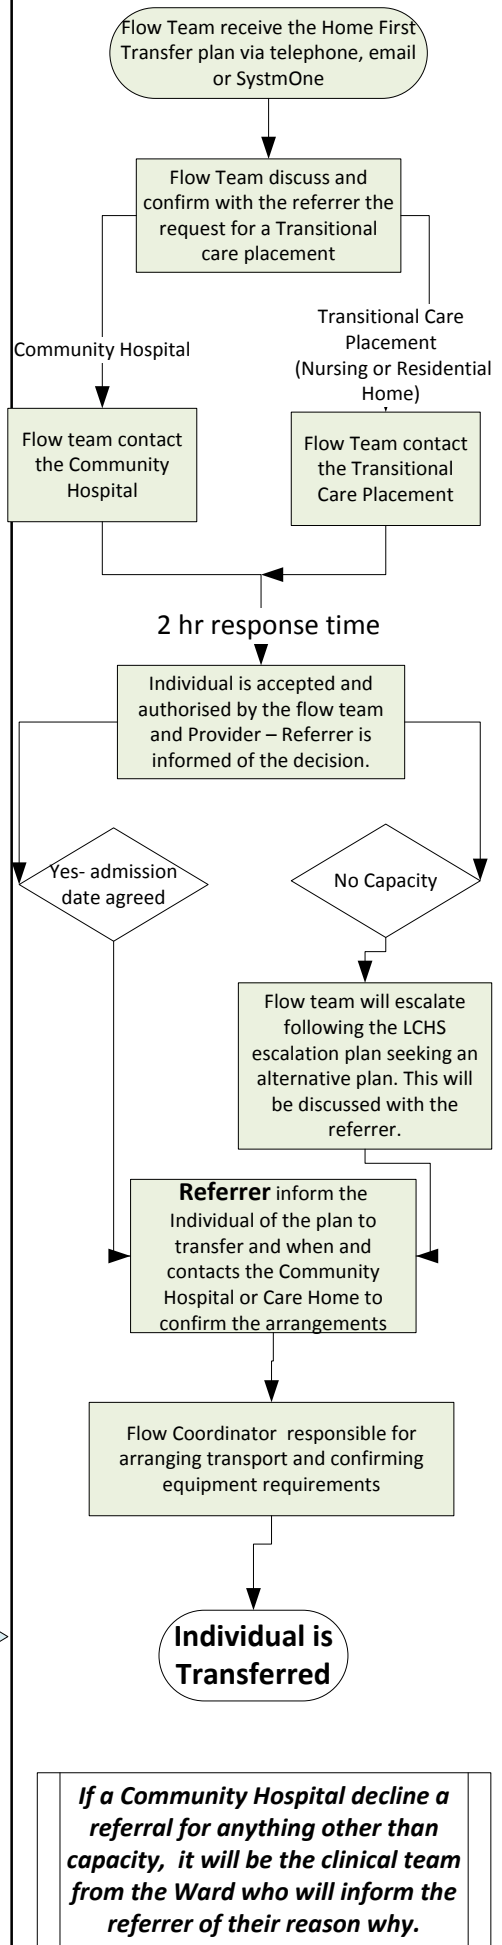 Flow Team receive the Home First
Transfer plan via telephone, email
or SystmOne
Flow Team discuss and
confirm with the referrer the
request for a Transitional
care placement
Community Hospital
Transitional Care
Placement
(Nursing or Residential
Home)
Flow team contact
the Community
Hospital
Flow Team contact
the Transitional
Care Placement
2 hr response time
Individual is accepted and
authorised by the flow team
and Provider – Referrer is
informed of the decision.
Yes- admission
date agreed
No Capacity
Flow team will escalate
following the LCHS
escalation plan seeking an
alternative plan. This will
be discussed with the
referrer.
Referrer inform the
Individual of the plan to
transfer and when and
contacts the Community
Hospital or Care Home to
confirm the arrangements
Flow Coordinator responsible for
arranging transport and confirming
equipment requirements
Individual is
Transferred
If a Community Hospital decline a
referral for anything other than
capacity, it will be the clinical team
from the Ward who will inform the
referrer of their reason why.